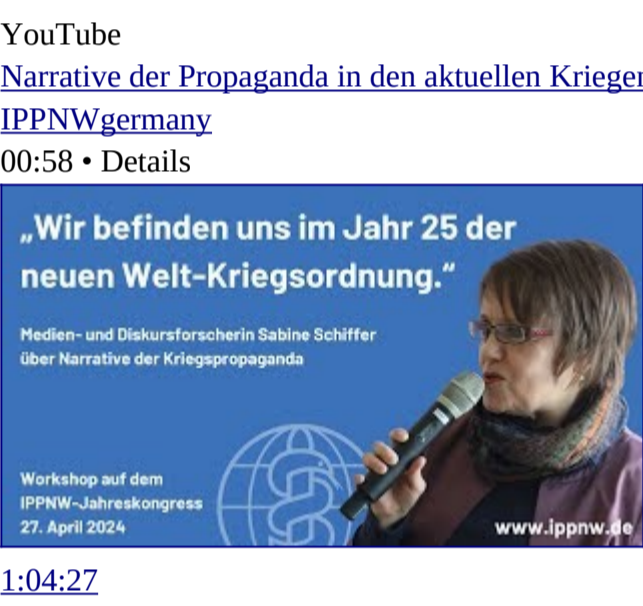 YouTube
Narrative der Propaganda in den aktuellen
IPPNWgermany
00:58 • Details
„Wir befinden uns im Jahr 25 der
neuen Welt-Kriegsordnung.“
Medien- und Diskursforscherin Sabine Schiffer
über Narrative der Kriegspropaganda
Workshop auf dem
IPPNW-Jahreskongress
27. April 2024
www.ippnw.de
1:04:27